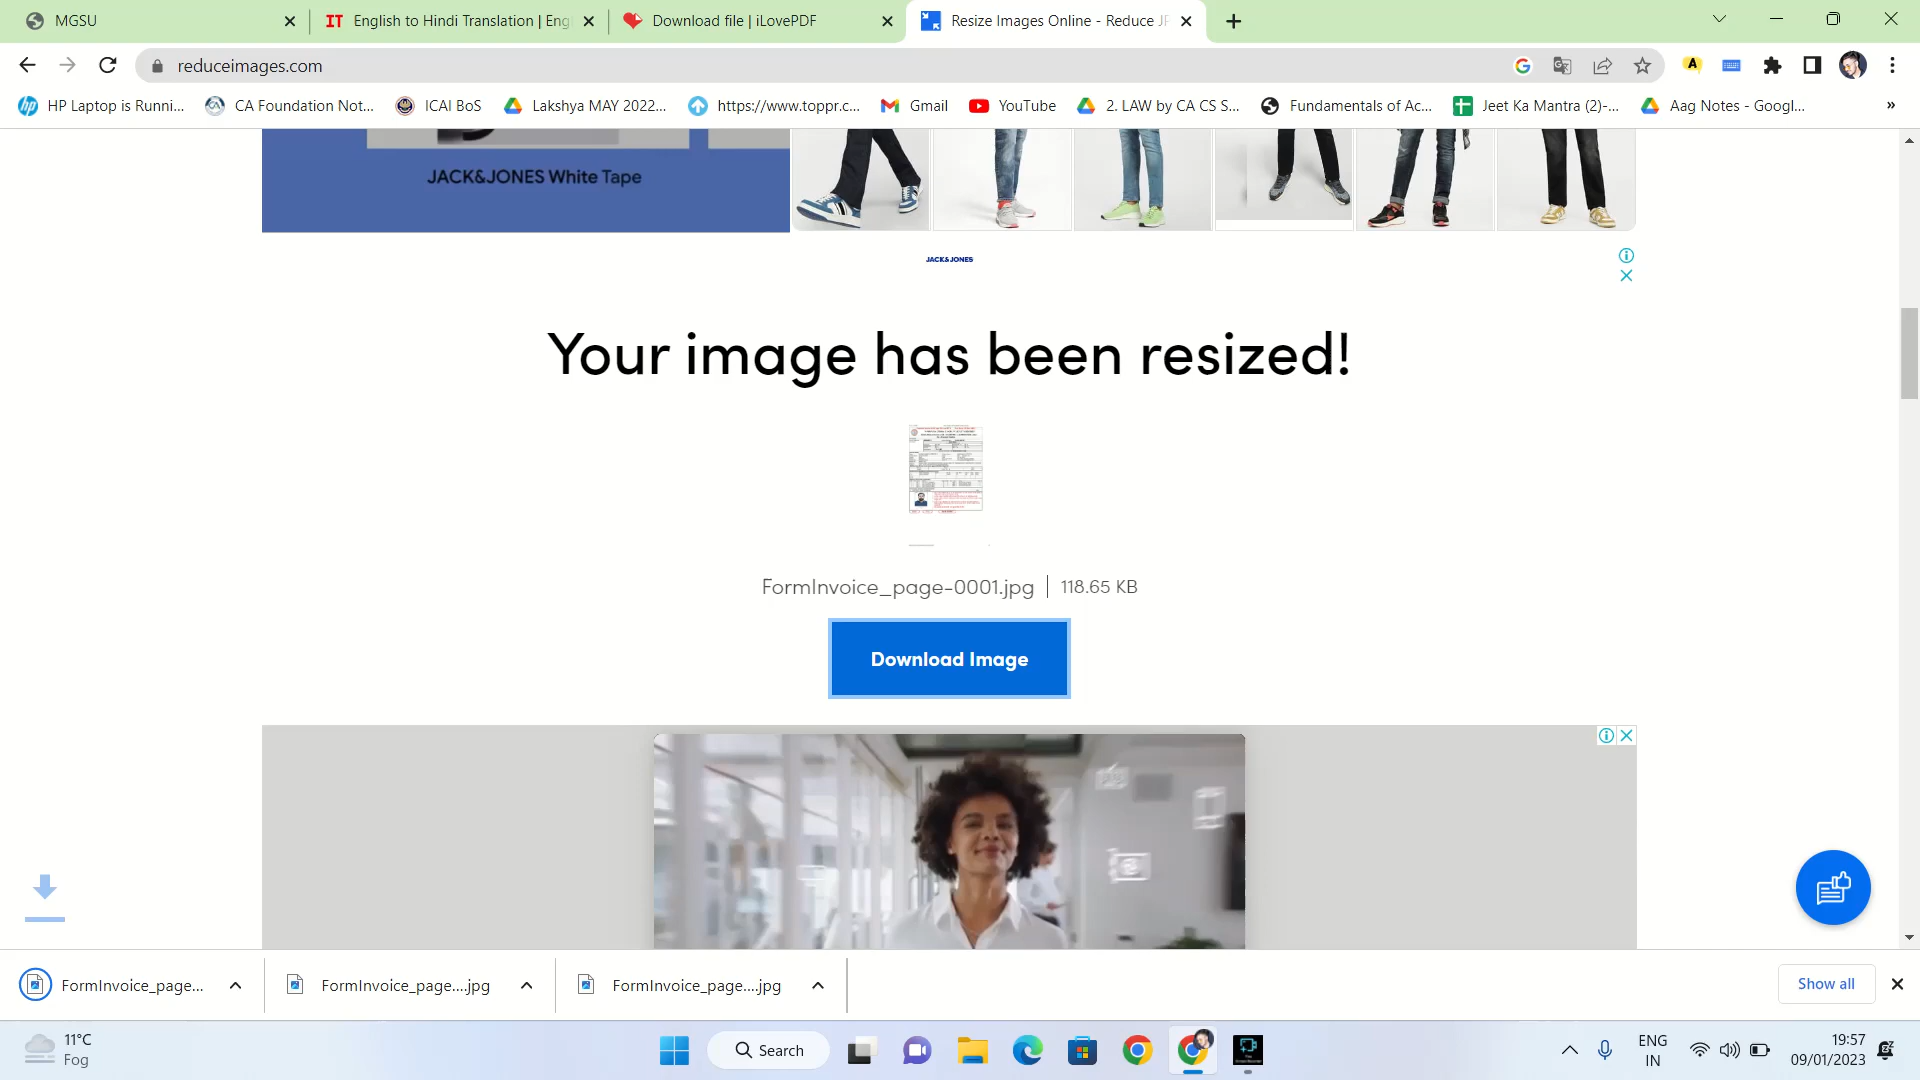 MGSU
IT English to Hindi Translation | Eng
Download file | iLovePDF
Resize Images Online - Reduce JP
reduceimages.com
HP Laptop is Runni...
CA Foundation Not...
ICAI BoS
Lakshya MAY 2022...
https://www.toppr.c...
Gmail
YouTube
2. LAW by CA CS S...
Fundamentals of Ac...
Jeet Ka Mantra (2)-...
Aag Notes - Googl...
»
JACK&JONES White Tape
JACK&JONES
Your image has been resized!
FormInvoice_page-0001.jpg | 118.65 KB
Download Image
FormInvoice_page...
FormInvoice_page....jpg
FormInvoice_page....jpg
Show all
11°C
Fog
Search
ENG
IN
19:57
09/01/2023